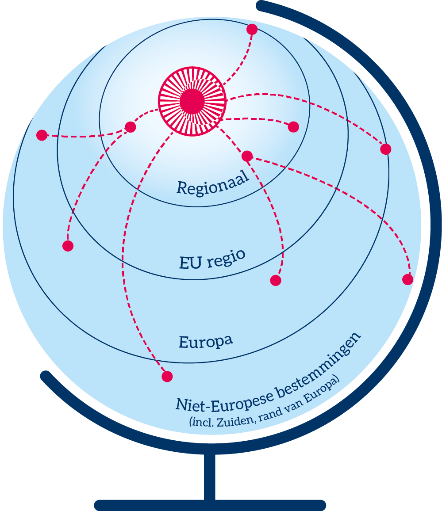 Regionaal
EU regio
Europa
Niet-Europese bestemmingen
(incl. Zuiden, rand van Europa)